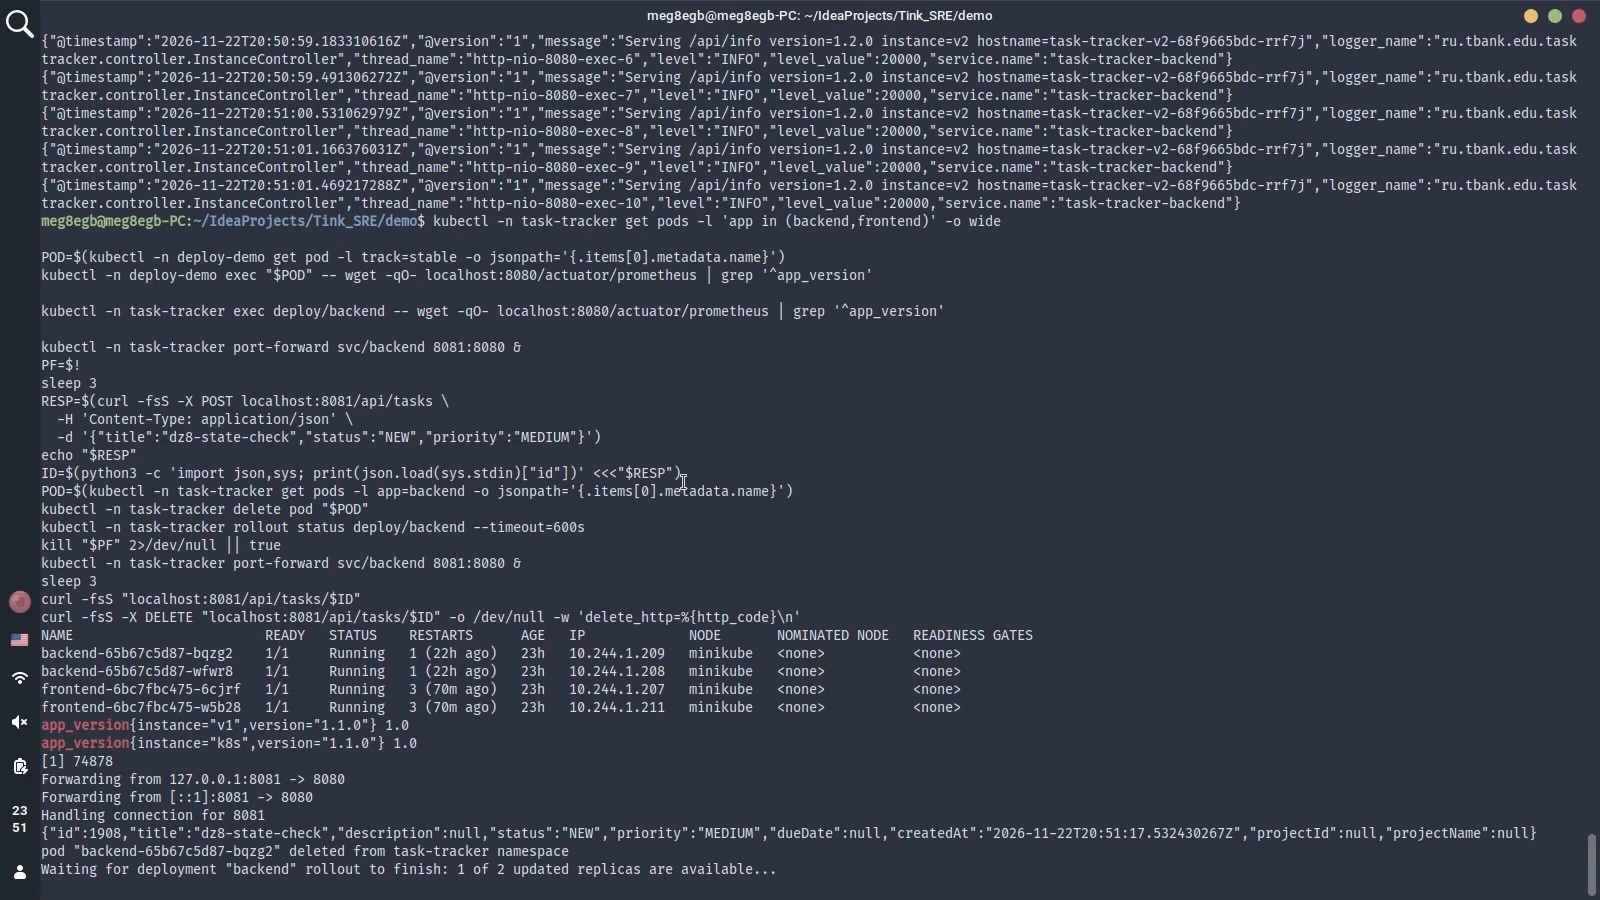 meg8egb@meg8egb-PC: ~/IdeaProjects/Tink_SRE/demo
{"@timestamp":"2026-11-22T20:50:59.183310616Z","@version":"1","message":"Serving /api/info version=1.2.0 instance=v2 hostname=task-tracker-v2-68f9665bdc-rrf7j","logger_name":"ru.tbank.edu.task
tracker.controller.InstanceController","thread_name":"http-nio-8080-exec-6","level":"INFO","level_value":20000,"service.name":"task-tracker-backend"}
{"@timestamp":"2026-11-22T20:50:59.491306272Z","@version":"1","message":"Serving /api/info version=1.2.0 instance=v2 hostname=task-tracker-v2-68f9665bdc-rrf7j","logger_name":"ru.tbank.edu.task
tracker.controller.InstanceController","thread_name":"http-nio-8080-exec-7","level":"INFO","level_value":20000,"service.name":"task-tracker-backend"}
{"@timestamp":"2026-11-22T20:51:00.531062979Z","@version":"1","message":"Serving /api/info version=1.2.0 instance=v2 hostname=task-tracker-v2-68f9665bdc-rrf7j","logger_name":"ru.tbank.edu.task
tracker.controller.InstanceController","thread_name":"http-nio-8080-exec-8","level":"INFO","level_value":20000,"service.name":"task-tracker-backend"}
{"@timestamp":"2026-11-22T20:51:01.166376031Z","@version":"1","message":"Serving /api/info version=1.2.0 instance=v2 hostname=task-tracker-v2-68f9665bdc-rrf7j","logger_name":"ru.tbank.edu.task
tracker.controller.InstanceController","thread_name":"http-nio-8080-exec-9","level":"INFO","level_value":20000,"service.name":"task-tracker-backend"}
{"@timestamp":"2026-11-22T20:51:01.469217288Z","@version":"1","message":"Serving /api/info version=1.2.0 instance=v2 hostname=task-tracker-v2-68f9665bdc-rrf7j","logger_name":"ru.tbank.edu.task
tracker.controller.InstanceController","thread_name":"http-nio-8080-exec-10","level":"INFO","level_value":20000,"service.name":"task-tracker-backend"}
meg8egb@meg8egb-PC:~/IdeaProjects/Tink_SRE/demo$ kubectl -n task-tracker get pods -l 'app in (backend,frontend)' -o wide
POD=$(kubectl -n deploy-demo get pod -l track=stable -o jsonpath='{.items[0].metadata.name}')
kubectl -n deploy-demo exec "$POD" -- wget -qO- localhost:8080/actuator/prometheus | grep '^app_version'
kubectl -n task-tracker exec deploy/backend -- wget -qO- localhost:8080/actuator/prometheus | grep '^app_version'
kubectl -n task-tracker port-forward svc/backend 8081:8080 &
PF=$!
sleep 3
RESP=$(curl -fsS -X POST localhost:8081/api/tasks \
  -H 'Content-Type: application/json' \
  -d '{"title":"dz8-state-check","status":"NEW","priority":"MEDIUM"}')
echo "$RESP"
ID=$(python3 -c 'import json,sys; print(json.load(sys.stdin)["id"])' <<<"$RESP")
POD=$(kubectl -n task-tracker get pods -l app=backend -o jsonpath='{.items[0].metadata.name}')
kubectl -n task-tracker delete pod "$POD"
kubectl -n task-tracker rollout status deploy/backend --timeout=600s
kill "$PF" 2>/dev/null || true
kubectl -n task-tracker port-forward svc/backend 8081:8080 &
sleep 3
curl -fsS "localhost:8081/api/tasks/$ID"
curl -fsS -X DELETE "localhost:8081/api/tasks/$ID" -o /dev/null -w 'delete_http=%{http_code}\n'
NAME                        READY   STATUS    RESTARTS      AGE   IP             NODE       NOMINATED NODE   READINESS GATES
backend-65b67c5d87-bqzg2    1/1     Running   1 (22h ago)   23h   10.244.1.209   minikube   <none>           <none>
backend-65b67c5d87-wfwr8    1/1     Running   1 (22h ago)   23h   10.244.1.208   minikube   <none>           <none>
frontend-6bc7fbc475-6cjrf   1/1     Running   3 (70m ago)   23h   10.244.1.207   minikube   <none>           <none>
frontend-6bc7fbc475-w5b28   1/1     Running   3 (70m ago)   23h   10.244.1.211   minikube   <none>           <none>
app_version{instance="v1",version="1.1.0"} 1.0
app_version{instance="k8s",version="1.1.0"} 1.0
[1] 74878
Forwarding from 127.0.0.1:8081 -> 8080
Forwarding from [::1]:8081 -> 8080
Handling connection for 8081
{"id":1908,"title":"dz8-state-check","description":null,"status":"NEW","priority":"MEDIUM","dueDate":null,"createdAt":"2026-11-22T20:51:17.532430267Z","projectId":null,"projectName":null}
pod "backend-65b67c5d87-bqzg2" deleted from task-tracker namespace
Waiting for deployment "backend" rollout to finish: 1 of 2 updated replicas are available...
23
51